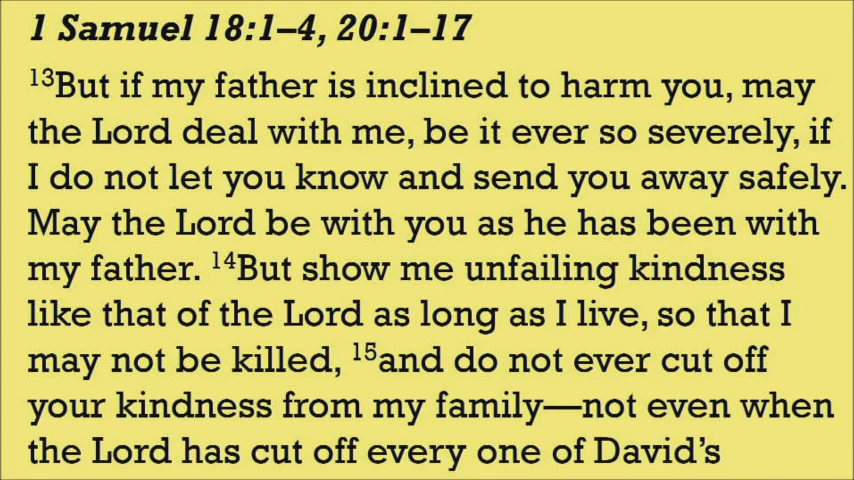 1 Samuel 18:1–4, 20:1–17
¹³But if my father is inclined to harm you, may
the Lord deal with me, be it ever so severely, if
I do not let you know and send you away safely.
May the Lord be with you as he has been with
my father. ¹⁴But show me unfailing kindness
like that of the Lord as long as I live, so that I
may not be killed, ¹⁵and do not ever cut off
your kindness from my family—not even when
the Lord has cut off every one of David’s